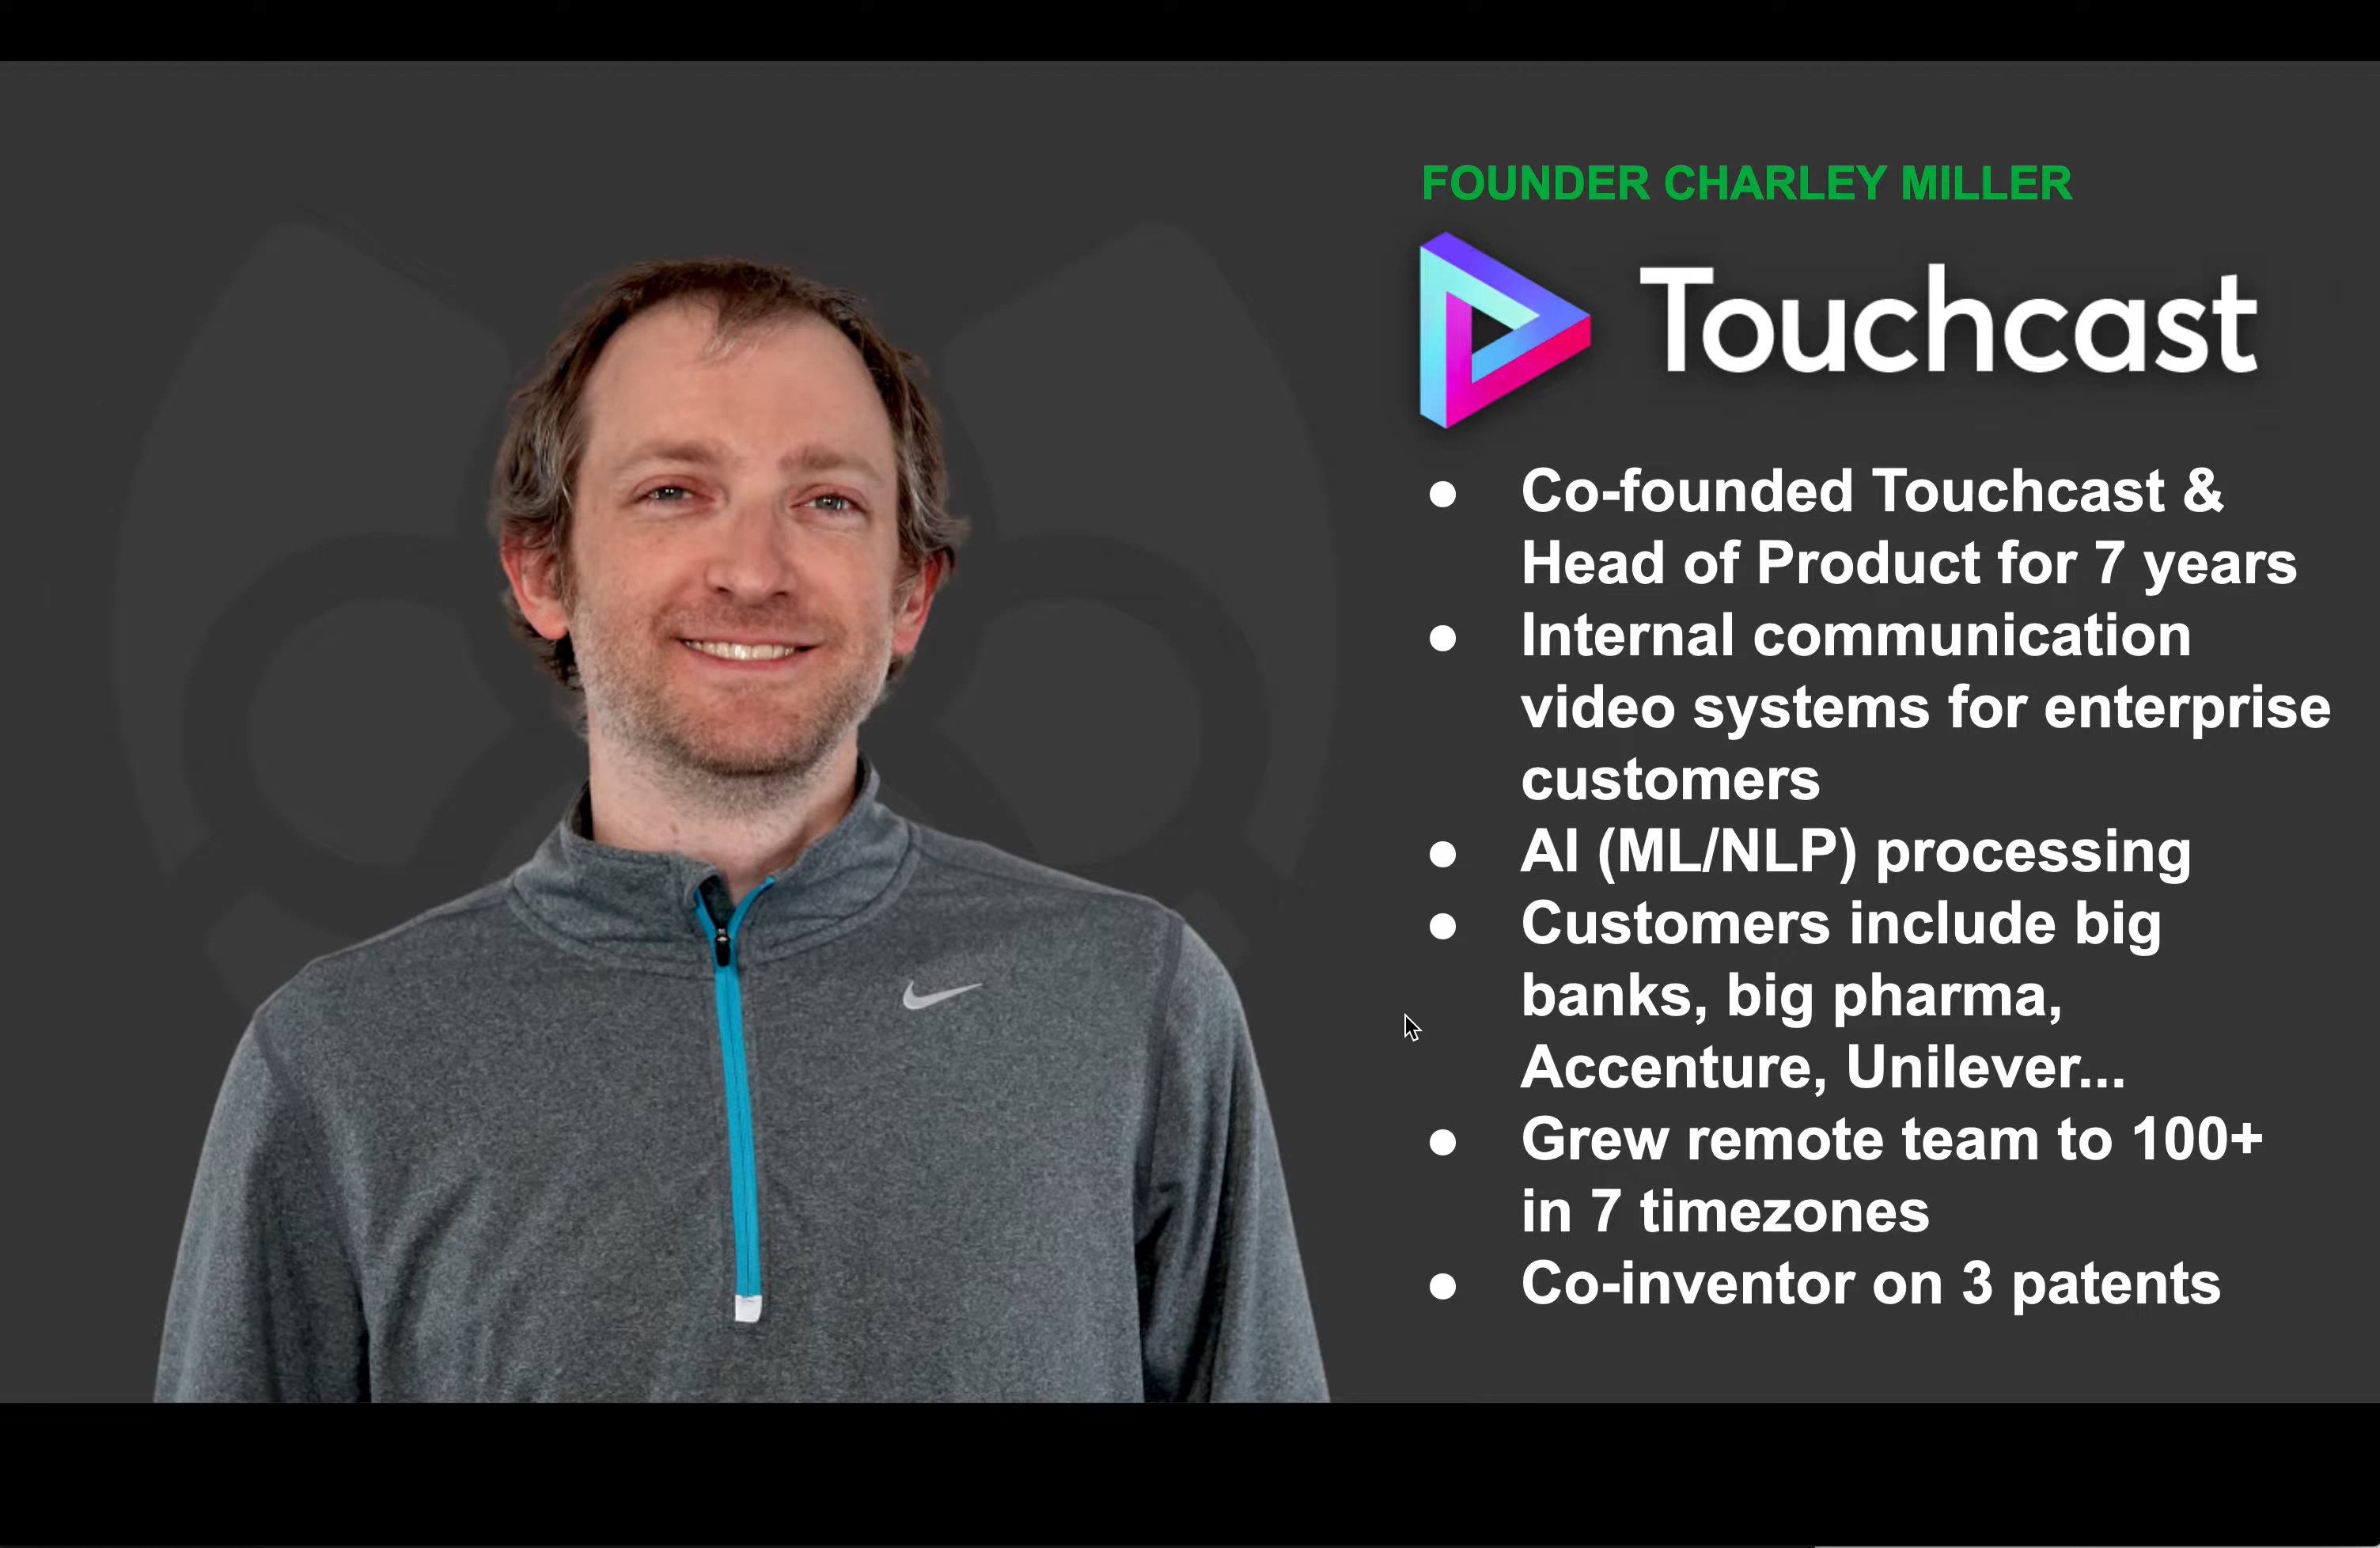 FOUNDER CHARLEY MILLER
Touchcast
● Co-founded Touchcast &
Head of Product for 7 years
● Internal communication
video systems for enterprise
customers
● AI (ML/NLP) processing
● Customers include big
banks, big pharma,
Accenture, Unilever...
● Grew remote team to 100+
in 7 timezones
● Co-inventor on 3 patents